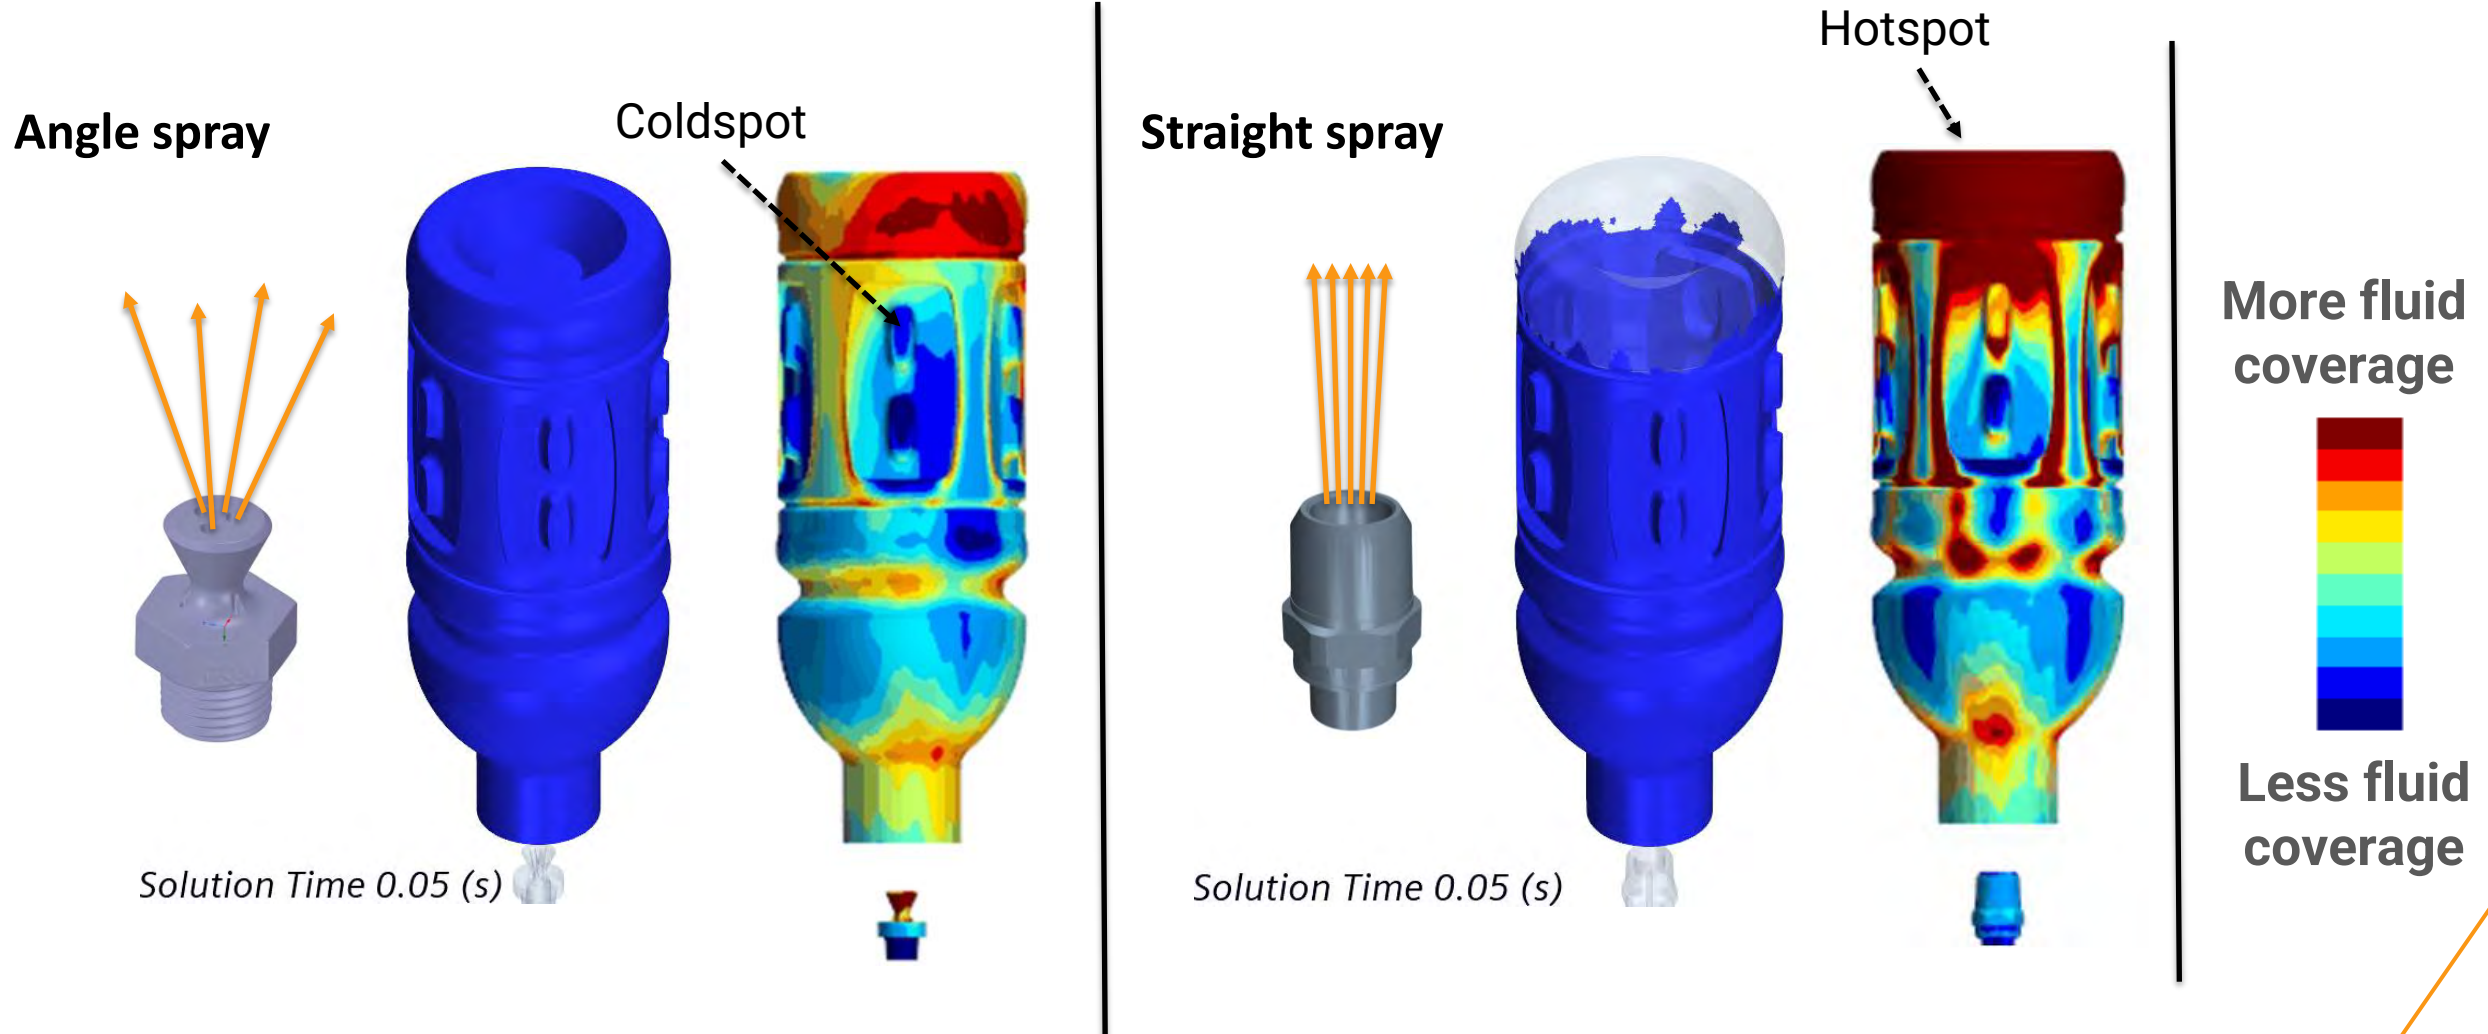 Angle spray
Coldspot
Solution Time 0.05 (s)
Straight spray
Hotspot
Solution Time 0.05 (s)
More fluid
coverage
Less fluid
coverage